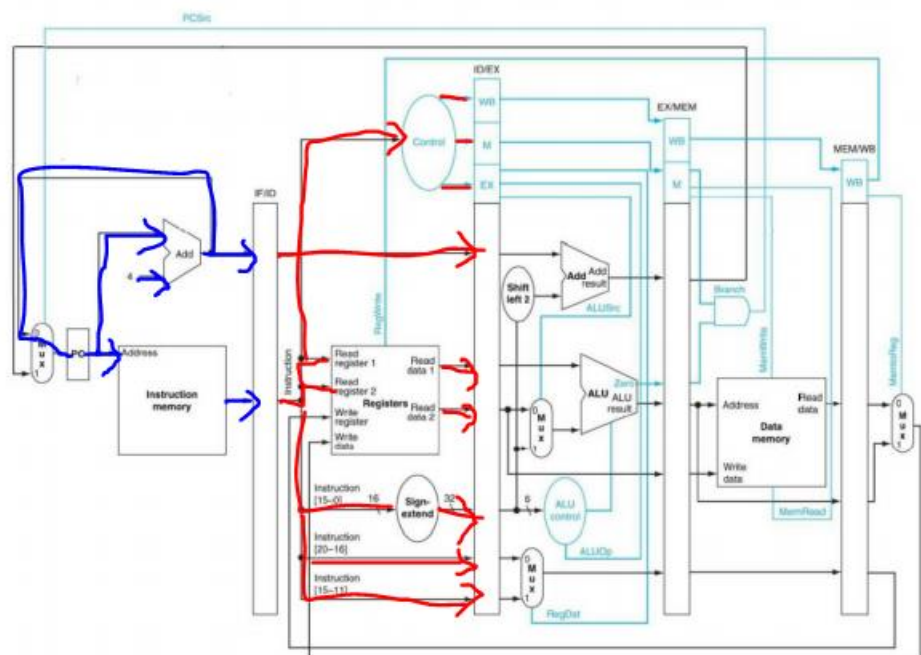 PCSrc
ID/EX
WB
EX/MEM
Control
M
WB
MEM/WB
IF/ID
EX
M
WB
Add
4
Add
Add
result
Shift
left 2
ALUSrc
Branch
RegWrite
MemWrite
MemtoReg
0
M
u
x
1
PC
Address
Instruction
memory
Instruction
Read
register 1
Read
data 1
Read
register 2
Registers
Read
data 2
Write
register
Write
data
0
M
u
x
1
Zero
ALU
ALU
result
Address
Read
data
Data
memory
Write
data
0
M
u
x
1
Instruction
[15–0]
16
Sign-
extend
32
6
ALU
control
MemRead
Instruction
[20–16]
ALUOp
Instruction
[15–11]
0
M
u
x
1
RegDst